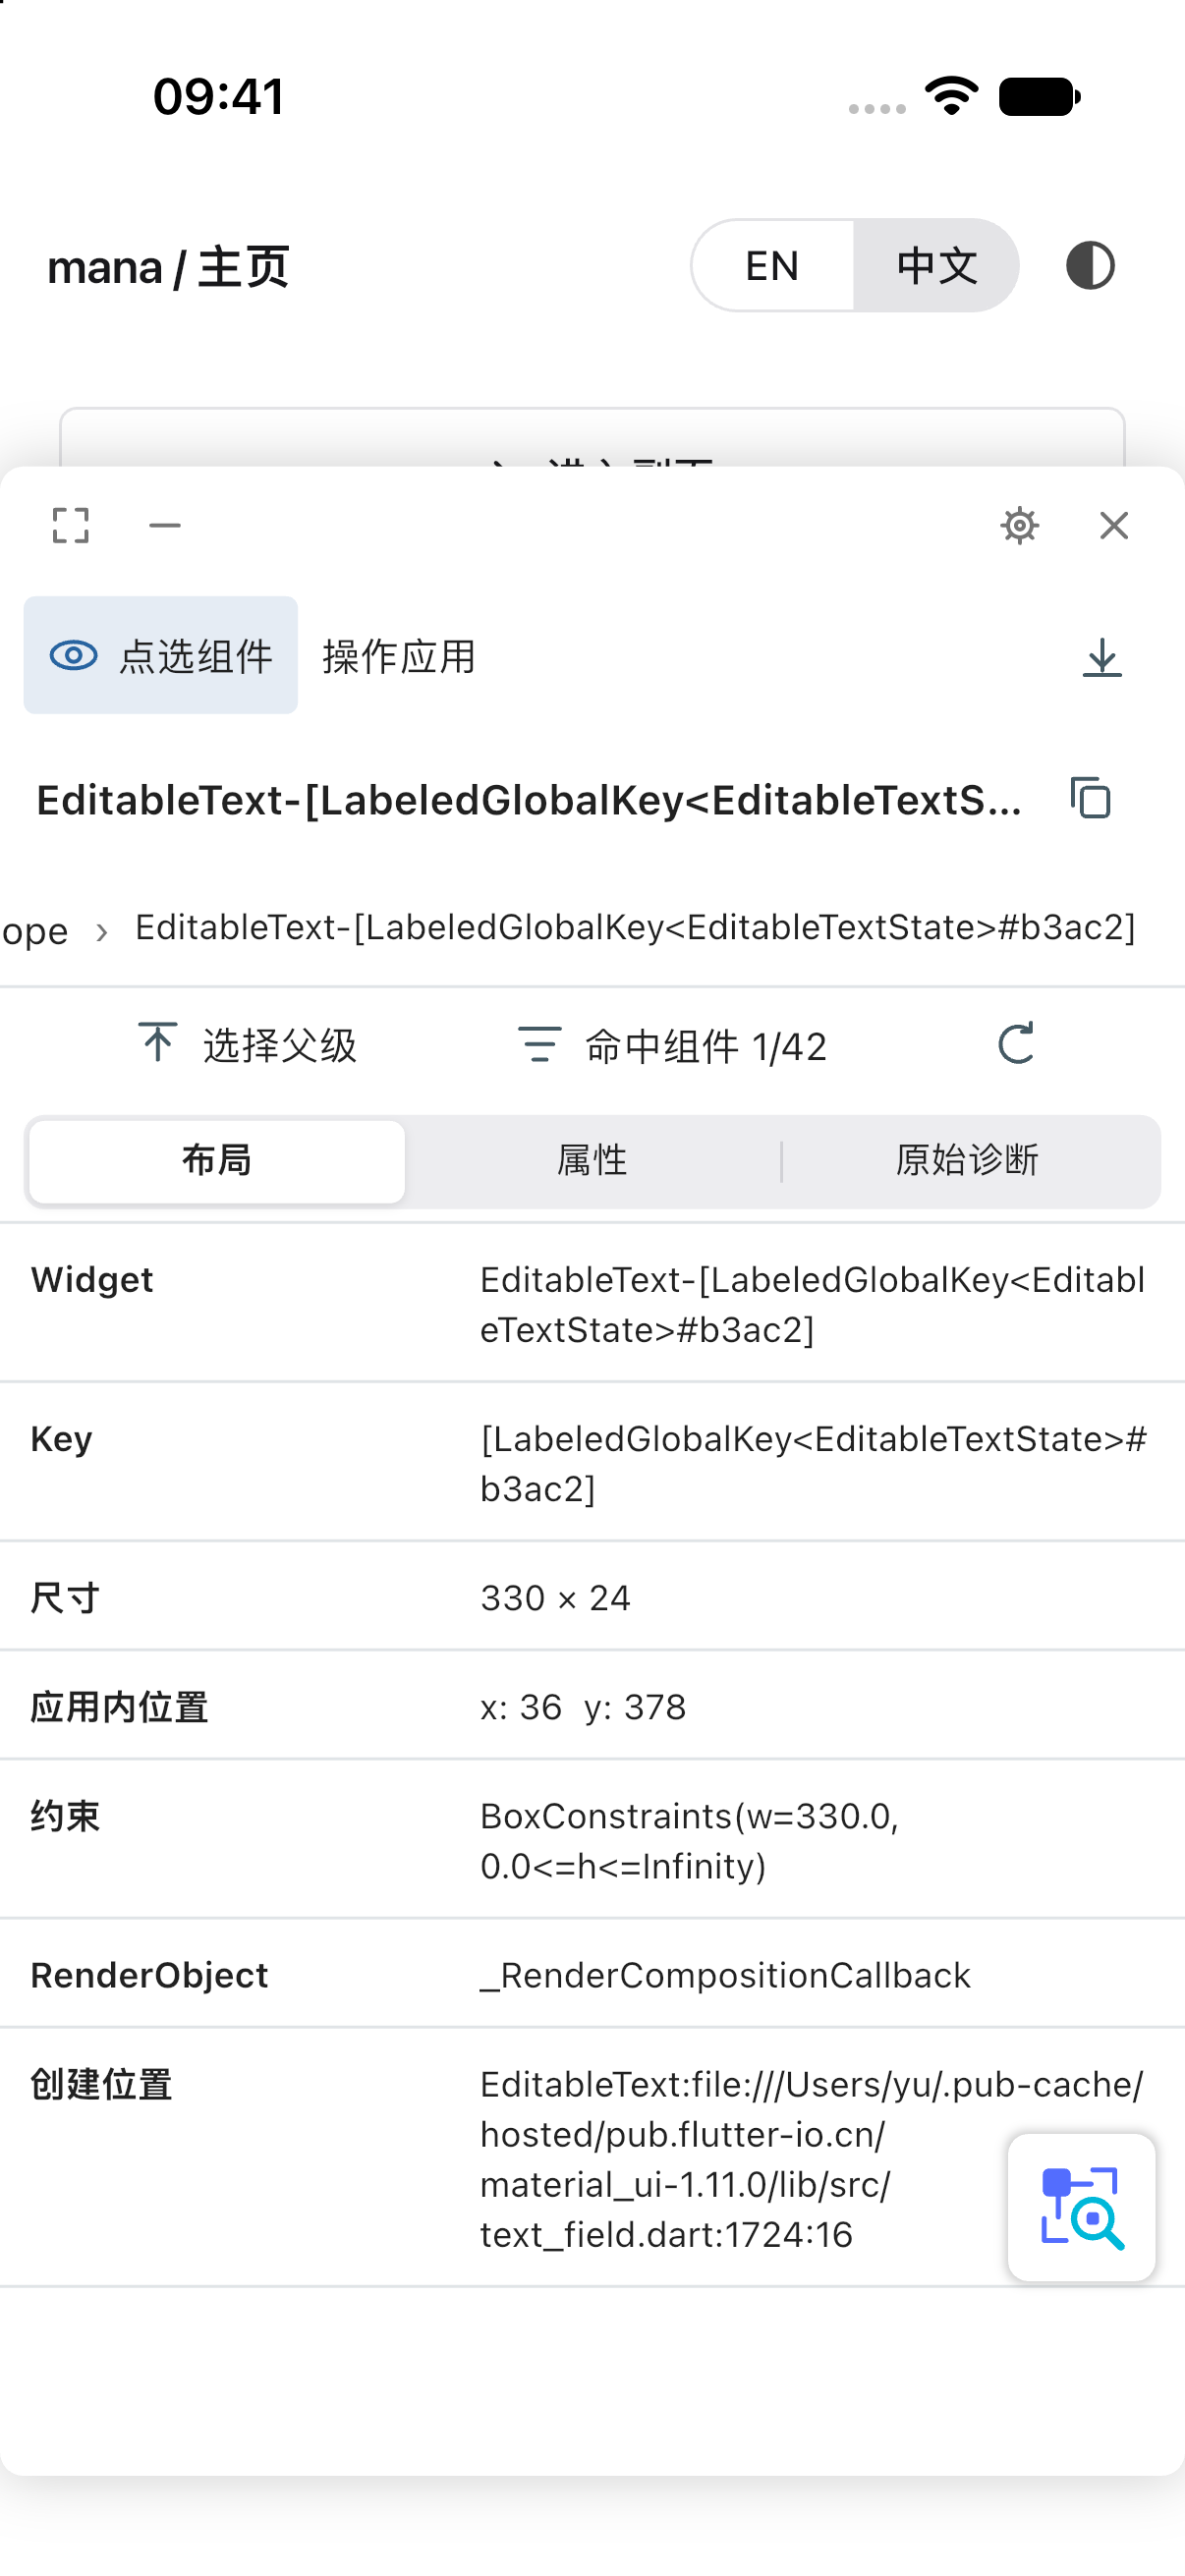 09:41
mana / 主页
EN
中文
点选组件
操作应用
EditableText-[LabeledGlobalKey<EditableTextS...
ope › EditableText-[LabeledGlobalKey<EditableTextState>#b3ac2]
选择父级
命中组件 1/42
布局
属性
原始诊断
Widget
EditableText-[LabeledGlobalKey<Editabl
eTextState>#b3ac2]
Key
[LabeledGlobalKey<EditableTextState>#
b3ac2]
尺寸
330 × 24
应用内位置
x: 36 y: 378
约束
BoxConstraints(w=330.0,
0.0<=h<=Infinity)
RenderObject
_RenderCompositionCallback
创建位置
EditableText:file:///Users/yu/.pub-cache/
hosted/pub.flutter-io.cn/
material_ui-1.11.0/lib/src/
text_field.dart:1724:16